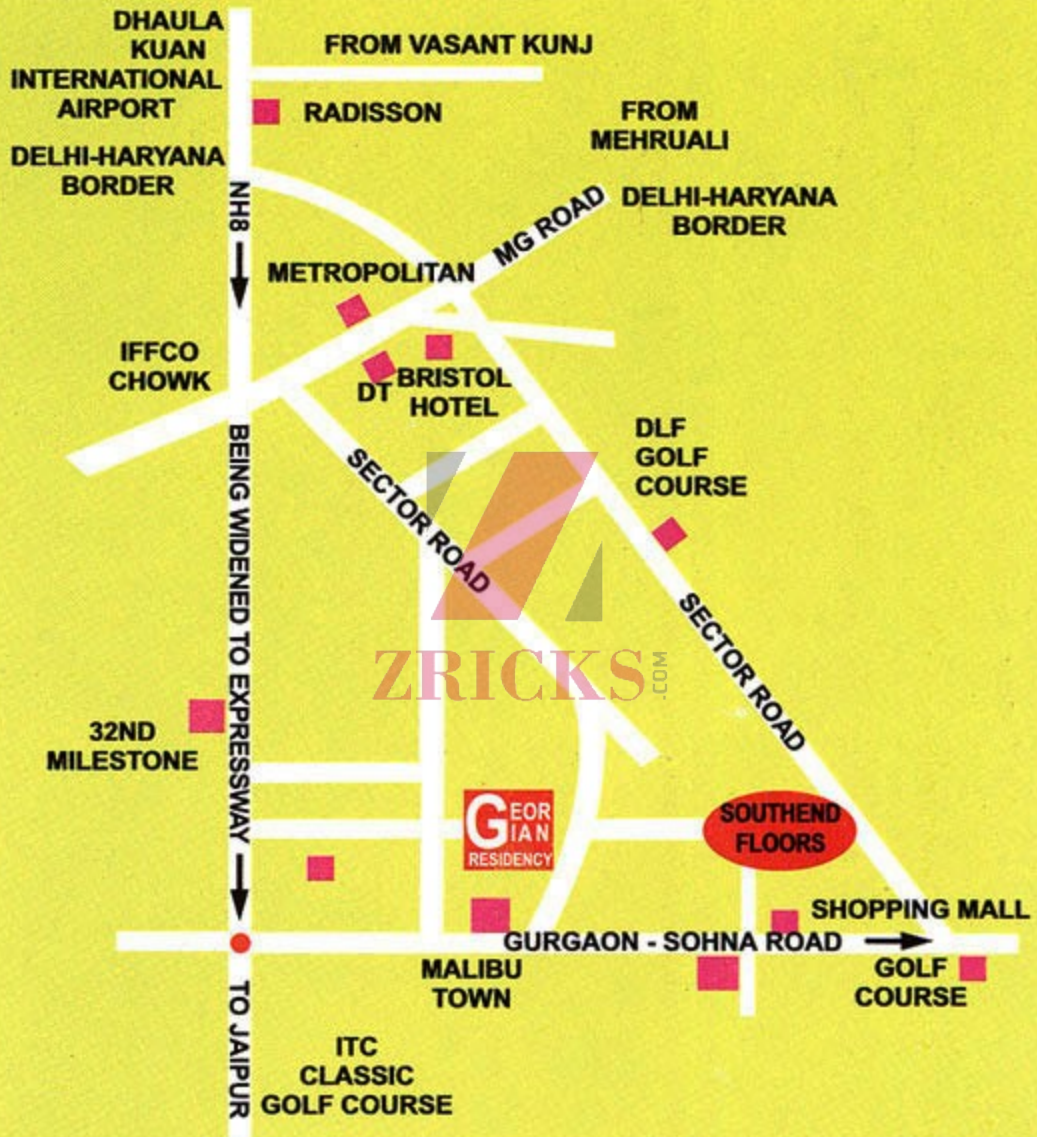 DHAULA
KUAN
INTERNATIONAL
AIRPORT
FROM VASANT KUNJ
RADISSON
FROM
MEHRUALI
DELHI-HARYANA
BORDER
NH8
MG ROAD
DELHI-HARYANA
BORDER
METROPOLITAN
IFFCO
CHOWK
DT
BRISTOL
HOTEL
DLF
GOLF
COURSE
SECTOR ROAD
BEING WIDENED TO EXPRESSWAY
SECTOR ROAD
ZRICKS.COM
32ND
MILESTONE
GEOR
IAN
RESIDENCY
SOUTHEND
FLOORS
SHOPPING MALL
GURGAON - SOHNA ROAD
MALIBU
TOWN
GOLF
COURSE
TO JAIPUR
ITC
CLASSIC
GOLF COURSE